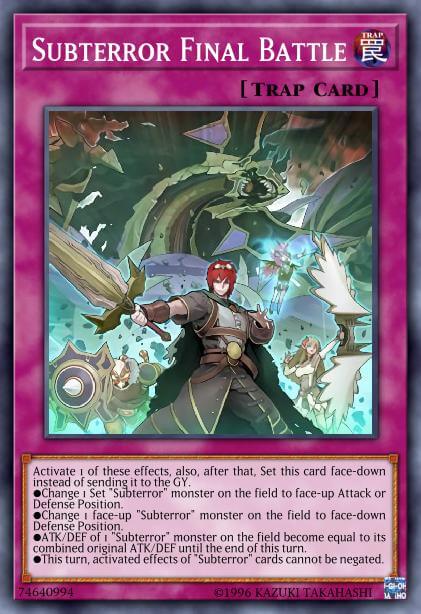 SUBTERROR FINAL BATTLE
TRAP
罠
[TRAP CARD]
Activate 1 of these effects, also, after that, Set this card face-down
instead of sending it to the GY.
●Change 1 Set "Subterror" monster on the field to face-up Attack or
Defense Position.
●Change 1 face-up "Subterror" monster on the field to face-down
Defense Position.
●ATK/DEF of 1 "Subterror" monster on the field become equal to its
combined original ATK/DEF until the end of this turn.
●This turn, activated effects of "Subterror" cards cannot be negated.
74640994
©1996 KAZUKI TAKAHASHI